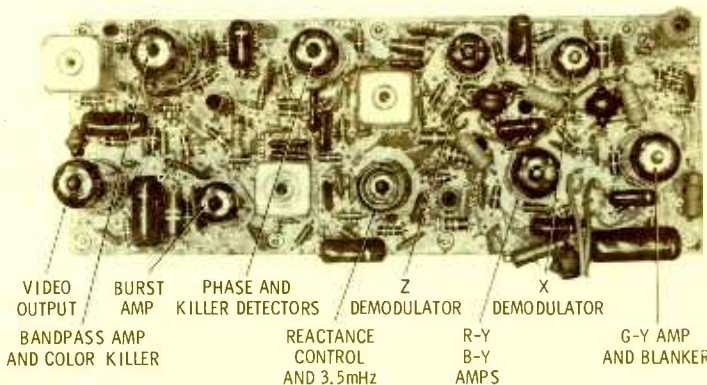 VIDEO
OUTPUT
BURST
AMP
PHASE AND
KILLER DETECTORS
Z
DEMODULATOR
X
DEMODULATOR
BANDPASS AMP
AND COLOR KILLER
REACTANCE
CONTROL
AND 3.5mHz
R-Y
B-Y
AMPS
G-Y AMP
AND BLANKER